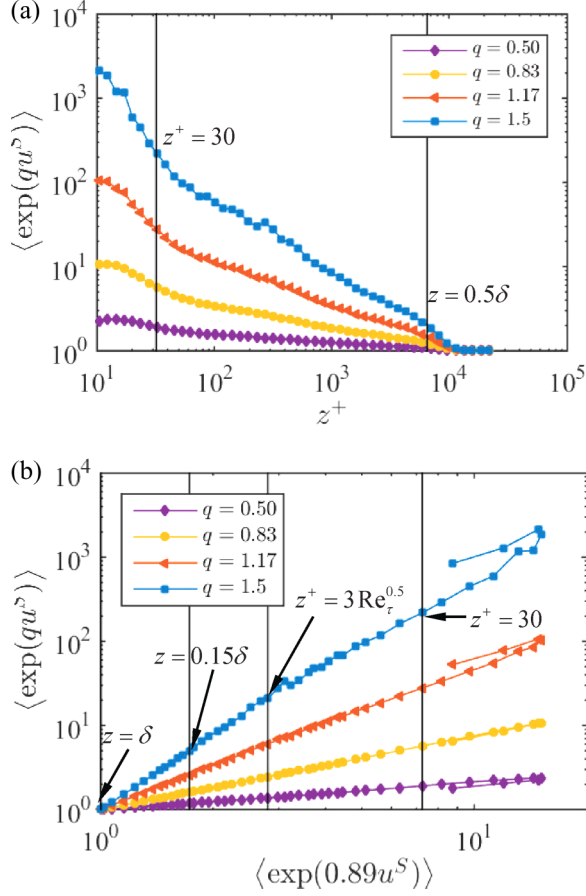 (a)
10^4
10^3
10^2
10^1
10^0
⟨exp(qu^S)⟩
z^+ = 30
q = 0.50
q = 0.83
q = 1.17
q = 1.5
z = 0.5δ
10^1 10^2 10^3 10^4 10^5
z^+
(b)
10^4
10^3
10^2
10^1
10^0
⟨exp(qu^S)⟩
q = 0.50
q = 0.83
q = 1.17
q = 1.5
z^+ = 3 Re_τ^0.5
z^+ = 30
z = 0.15δ
z = δ
10^0 10^1
⟨exp(0.89u^S)⟩